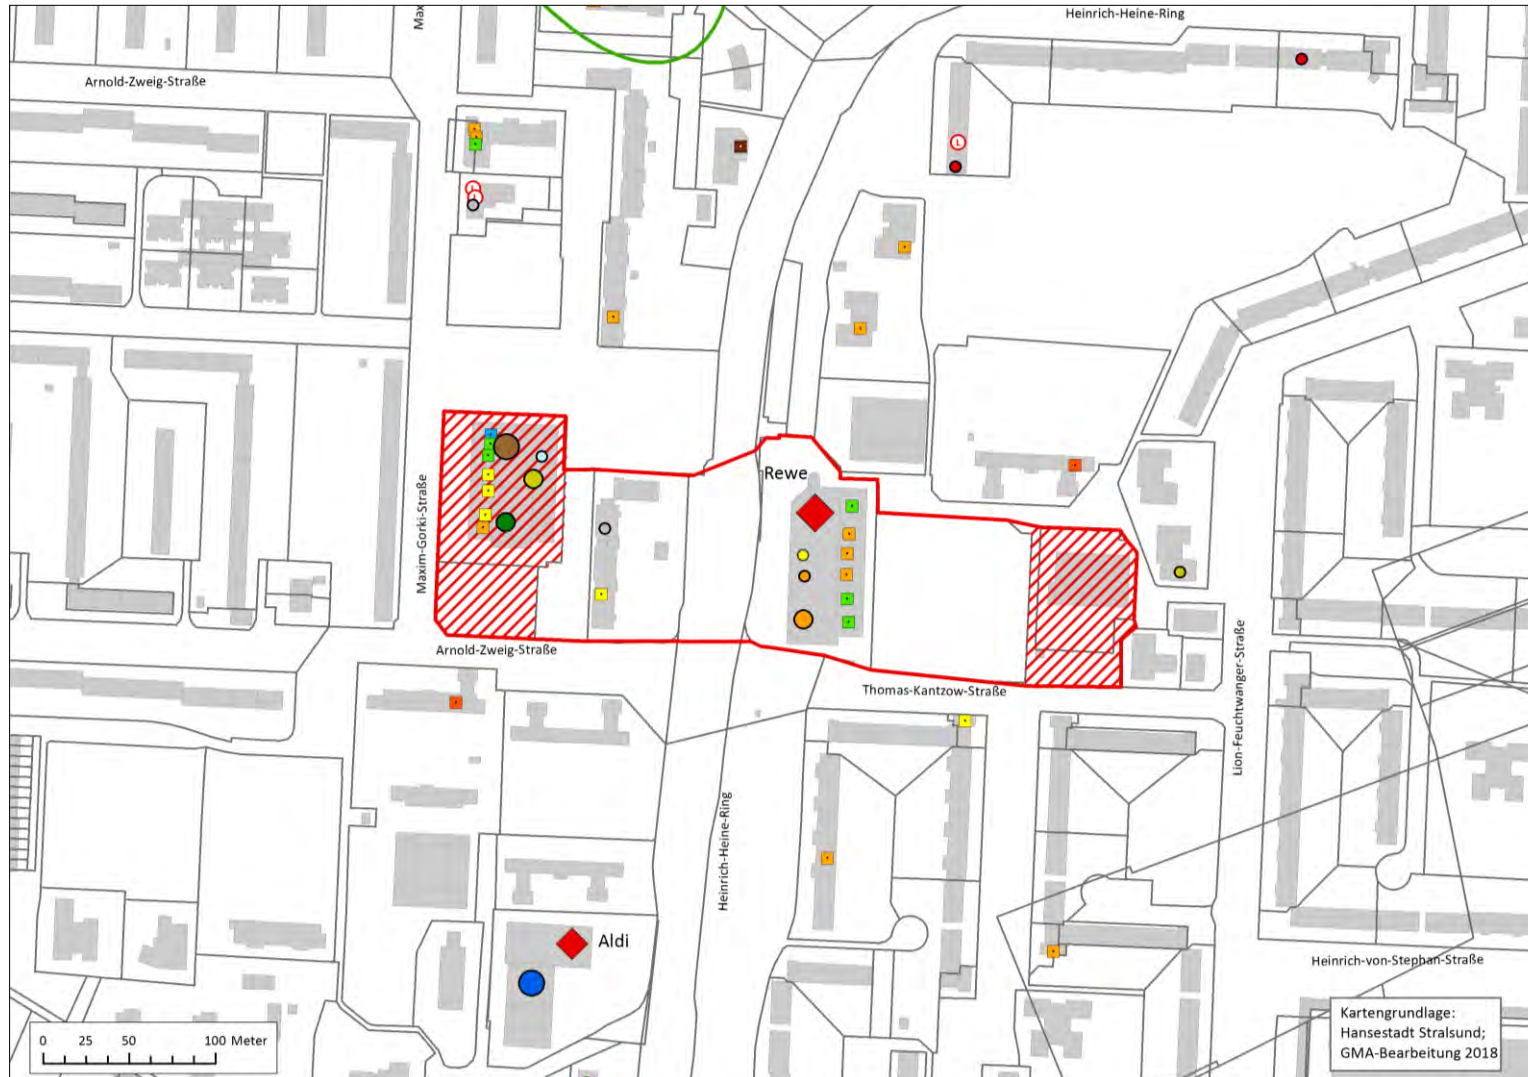 Max
Heinrich-Heine-Ring
Arnold-Zweig-Straße
L
Rewe
Maxim-Gorki-Straße
Arnold-Zweig-Straße
Thomas-Kantzow-Straße
Lion-Feuchtwanger-Straße
Heinrich-Heine-Ring
Aldi
Heinrich-von-Stephan-Straße
0 25 50 100 Meter
Kartengrundlage:
Hansestadt Stralsund;
GMA-Bearbeitung 2018